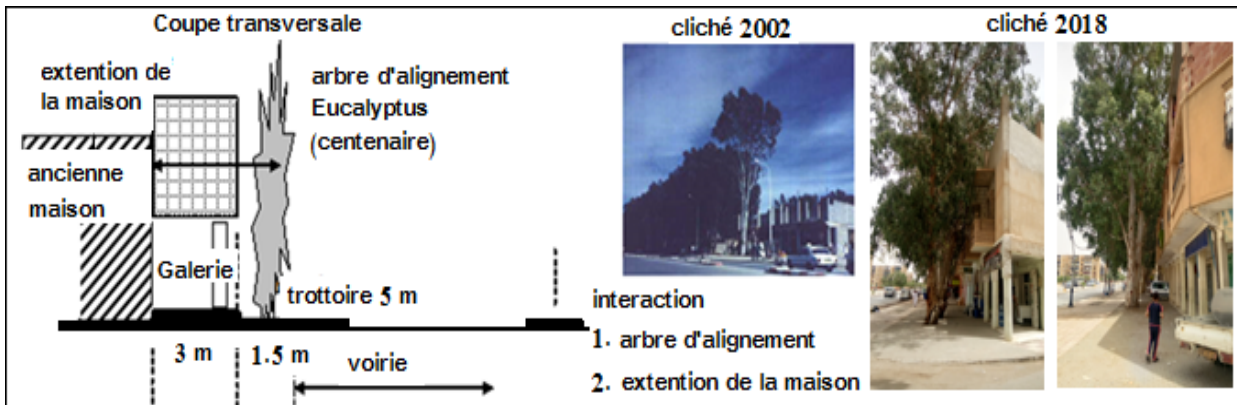 Coupe transversale
extention de
la maison
arbre d'alignement
Eucalyptus
(centenaire)
ancienne
maison
Galerie
trottoire 5 m
3 m
1.5 m
voirie
cliché 2002
cliché 2018
interaction
1. arbre d'alignement
2. extention de la maison